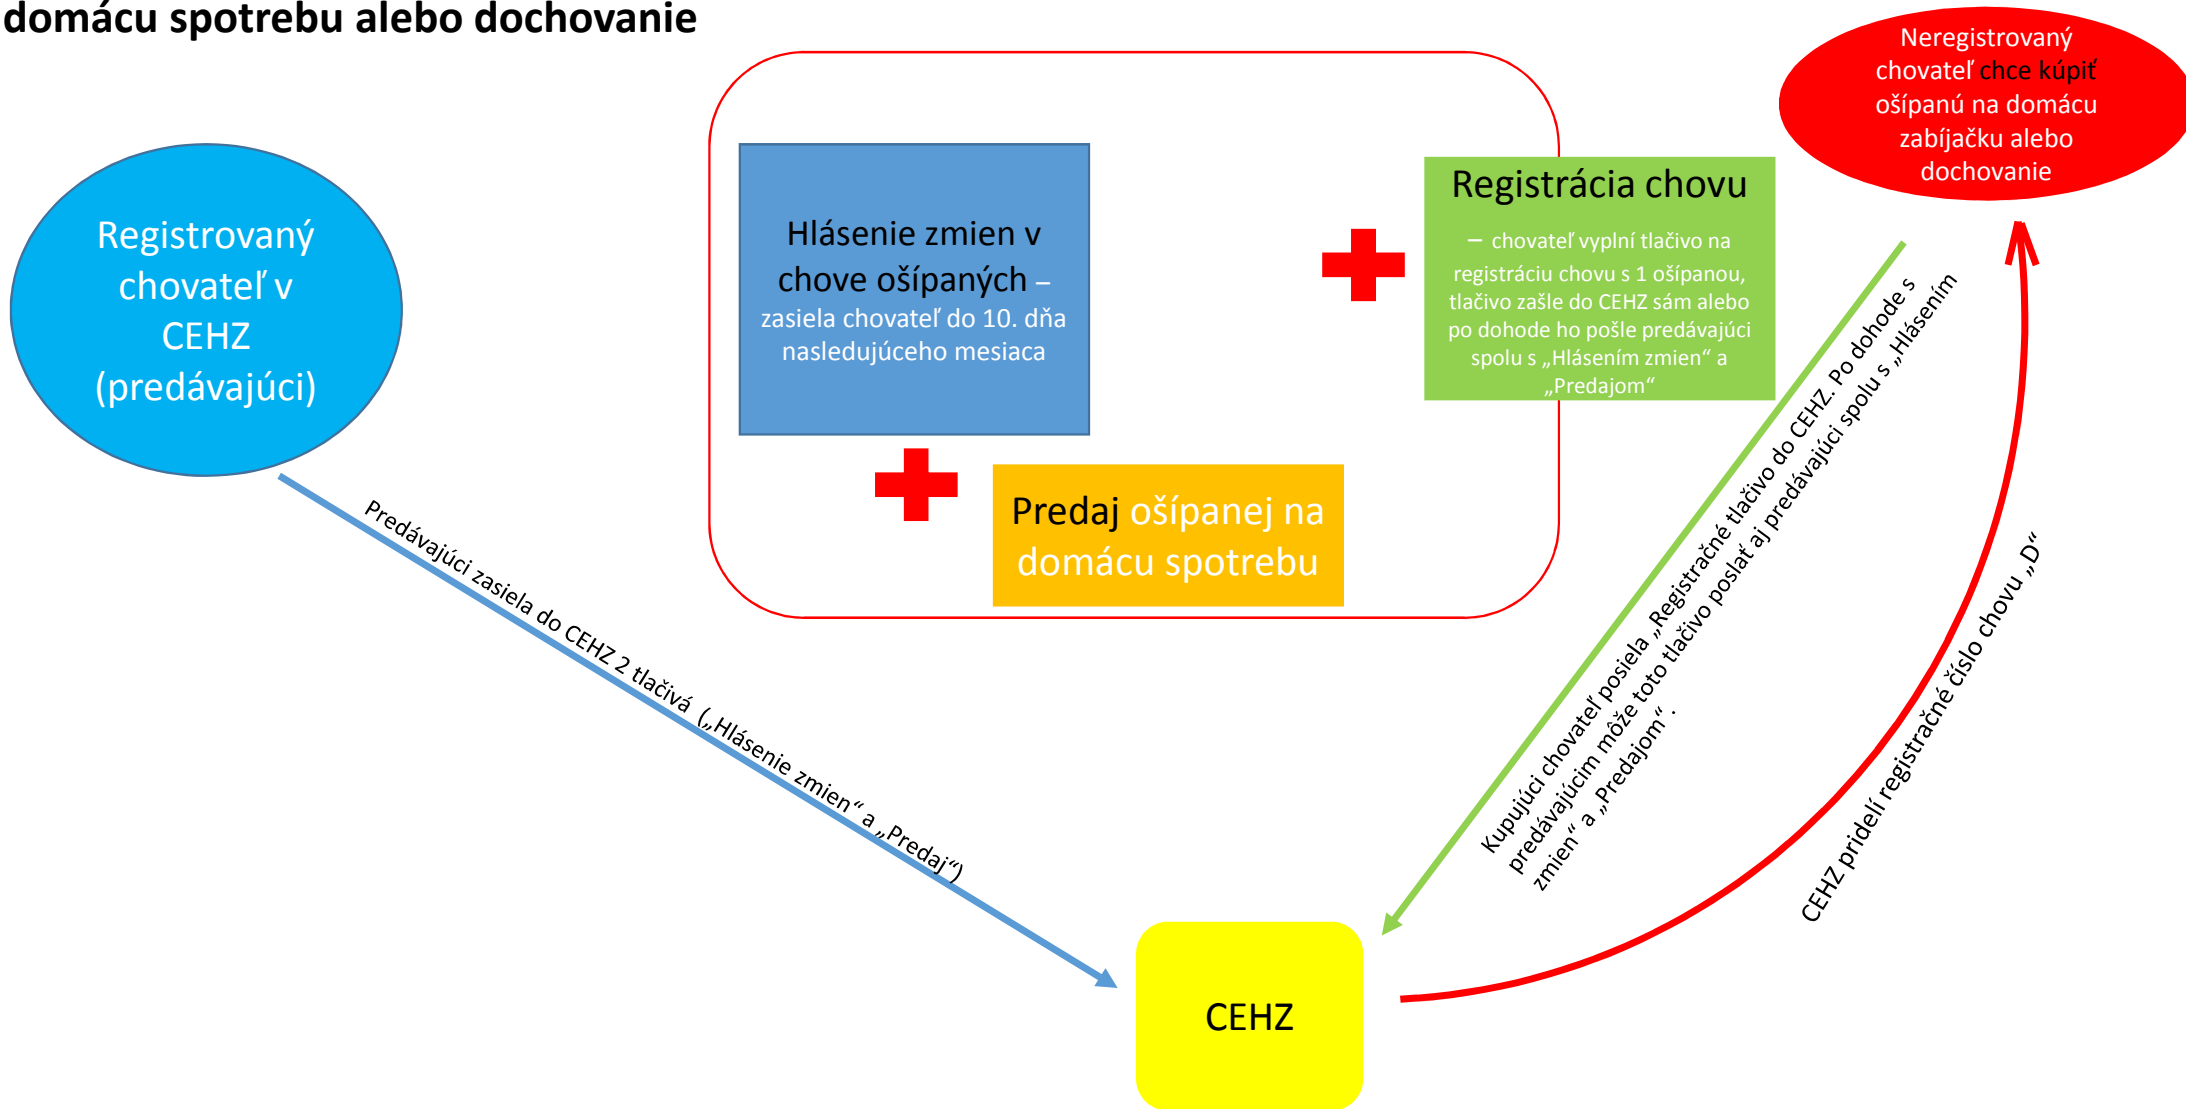 domácu spotrebu alebo dochovanie
Neregistrovaný
chovateľ chce kúpiť
ošípanú na domácu
zabíjačku alebo
dochovanie
Registrovaný
chovateľ v
CEHZ
(predávajúci)
Hlásenie zmien v
chove ošípaných –
zasiela chovateľ do 10. dňa
nasledujúceho mesiaca
Registrácia chovu
– chovateľ vyplní tlačivo na
registráciu chovu s 1 ošípanou,
tlačivo zašle do CEHZ sám alebo
po dohode ho pošle predávajúci
spolu s „Hlásením zmien“ a
„Predajom“
Predaj ošípanej na
domácu spotrebu
Predávajúci zasiela do CEHZ 2 tlačivá („Hlásenie zmien“ a „Predaj“)
Kupujúci chovateľ posiela „Registračné tlačivo do CEHZ. Po dohode s
predávajúcim môže toto tlačivo poslať aj predávajúci spolu s „Hlásením
zmien“ a „Predajom“.
CEHZ pridelí registračné číslo chovu „D“
CEHZ